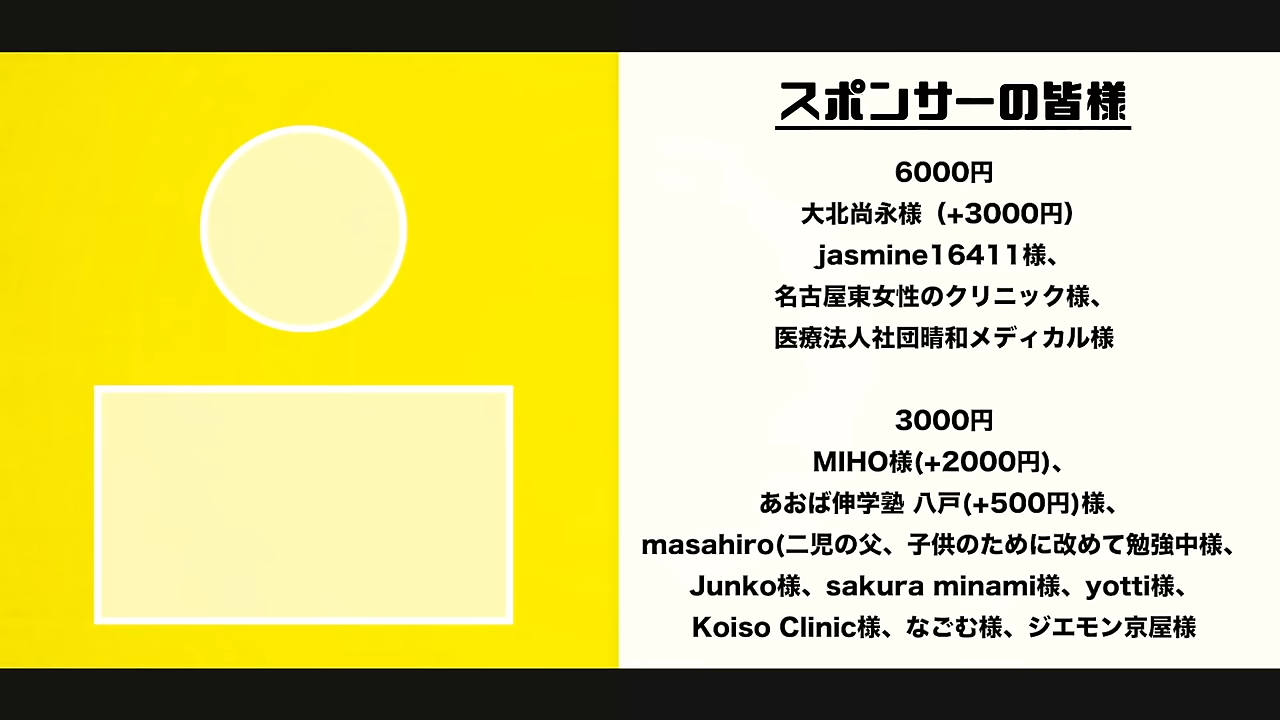 スポンサーの皆様
6000円
大北尚永様（+3000円）
jasmine16411様、
名古屋東女性のクリニック様、
医療法人社団晴和メディカル様
3000円
MIHO様(+2000円)、
あおば伸学塾 八戸(+500円)様、
masahiro(二児の父、子供のために改めて勉強中様、
Junko様、sakura minami様、yotti様、
Koiso Clinic様、なごむ様、ジエモン京屋様